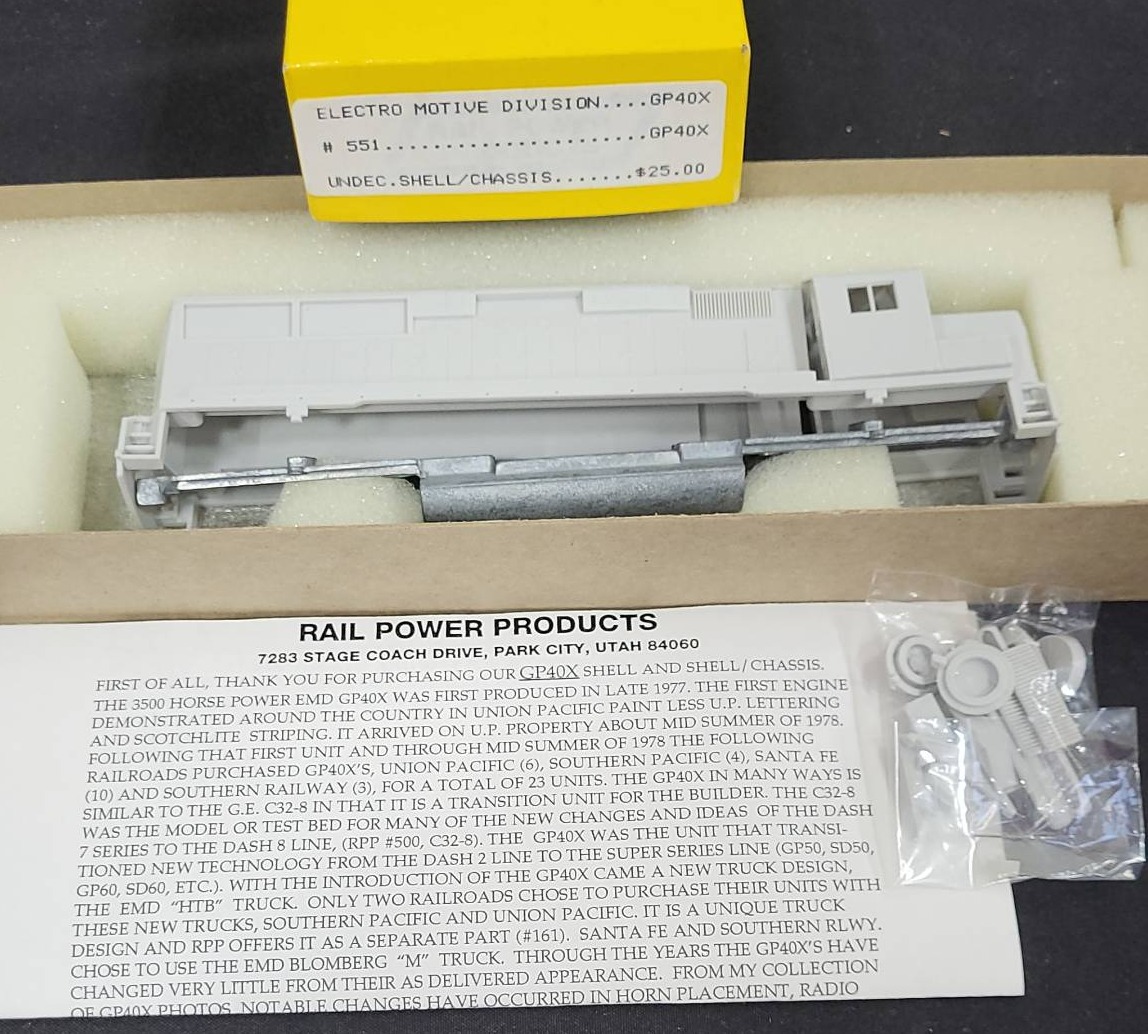 ELECTRO MOTIVE DIVISION....GP40X
# 551......................GP40X
UNDEC.SHELL/CHASSIS.......$25.00
RAIL POWER PRODUCTS
7283 STAGE COACH DRIVE, PARK CITY, UTAH 84060
FIRST OF ALL, THANK YOU FOR PURCHASING OUR GP40X SHELL AND SHELL/CHASSIS.
THE 3500 HORSE POWER EMD GP40X WAS FIRST PRODUCED IN LATE 1977. THE FIRST ENGINE
DEMONSTRATED AROUND THE COUNTRY IN UNION PACIFIC PAINT LESS U.P. LETTERING
AND SCOTCHLITE STRIPING. IT ARRIVED ON U.P. PROPERTY ABOUT MID SUMMER OF 1978.
FOLLOWING THAT FIRST UNIT AND THROUGH MID SUMMER OF 1978 THE FOLLOWING
RAILROADS PURCHASED GP40X'S, UNION PACIFIC (6), SOUTHERN PACIFIC (4), SANTA FE
(10) AND SOUTHERN RAILWAY (3), FOR A TOTAL OF 23 UNITS. THE GP40X IN MANY WAYS IS
SIMILAR TO THE G.E. C32-8 IN THAT IT IS A TRANSITION UNIT FOR THE BUILDER. THE C32-8
WAS THE MODEL OR TEST BED FOR MANY OF THE NEW CHANGES AND IDEAS OF THE DASH
7 SERIES TO THE DASH 8 LINE, (RPP #500, C32-8). THE GP40X WAS THE UNIT THAT TRANSI-
TIONED NEW TECHNOLOGY FROM THE DASH 2 LINE TO THE SUPER SERIES LINE (GP50, SD50,
GP60, SD60, ETC.). WITH THE INTRODUCTION OF THE GP40X CAME A NEW TRUCK DESIGN,
THE EMD "HTB" TRUCK. ONLY TWO RAILROADS CHOSE TO PURCHASE THEIR UNITS WITH
THESE NEW TRUCKS, SOUTHERN PACIFIC AND UNION PACIFIC. IT IS A UNIQUE TRUCK
DESIGN AND RPP OFFERS IT AS A SEPARATE PART (#161). SANTA FE AND SOUTHERN RLWY.
CHOSE TO USE THE EMD BLOMBERG "M" TRUCK. THROUGH THE YEARS THE GP40X'S HAVE
CHANGED VERY LITTLE FROM THEIR AS DELIVERED APPEARANCE. FROM MY COLLECTION
OF GP40X PHOTOS, NOTABLE CHANGES HAVE OCCURRED IN HORN PLACEMENT, RADIO